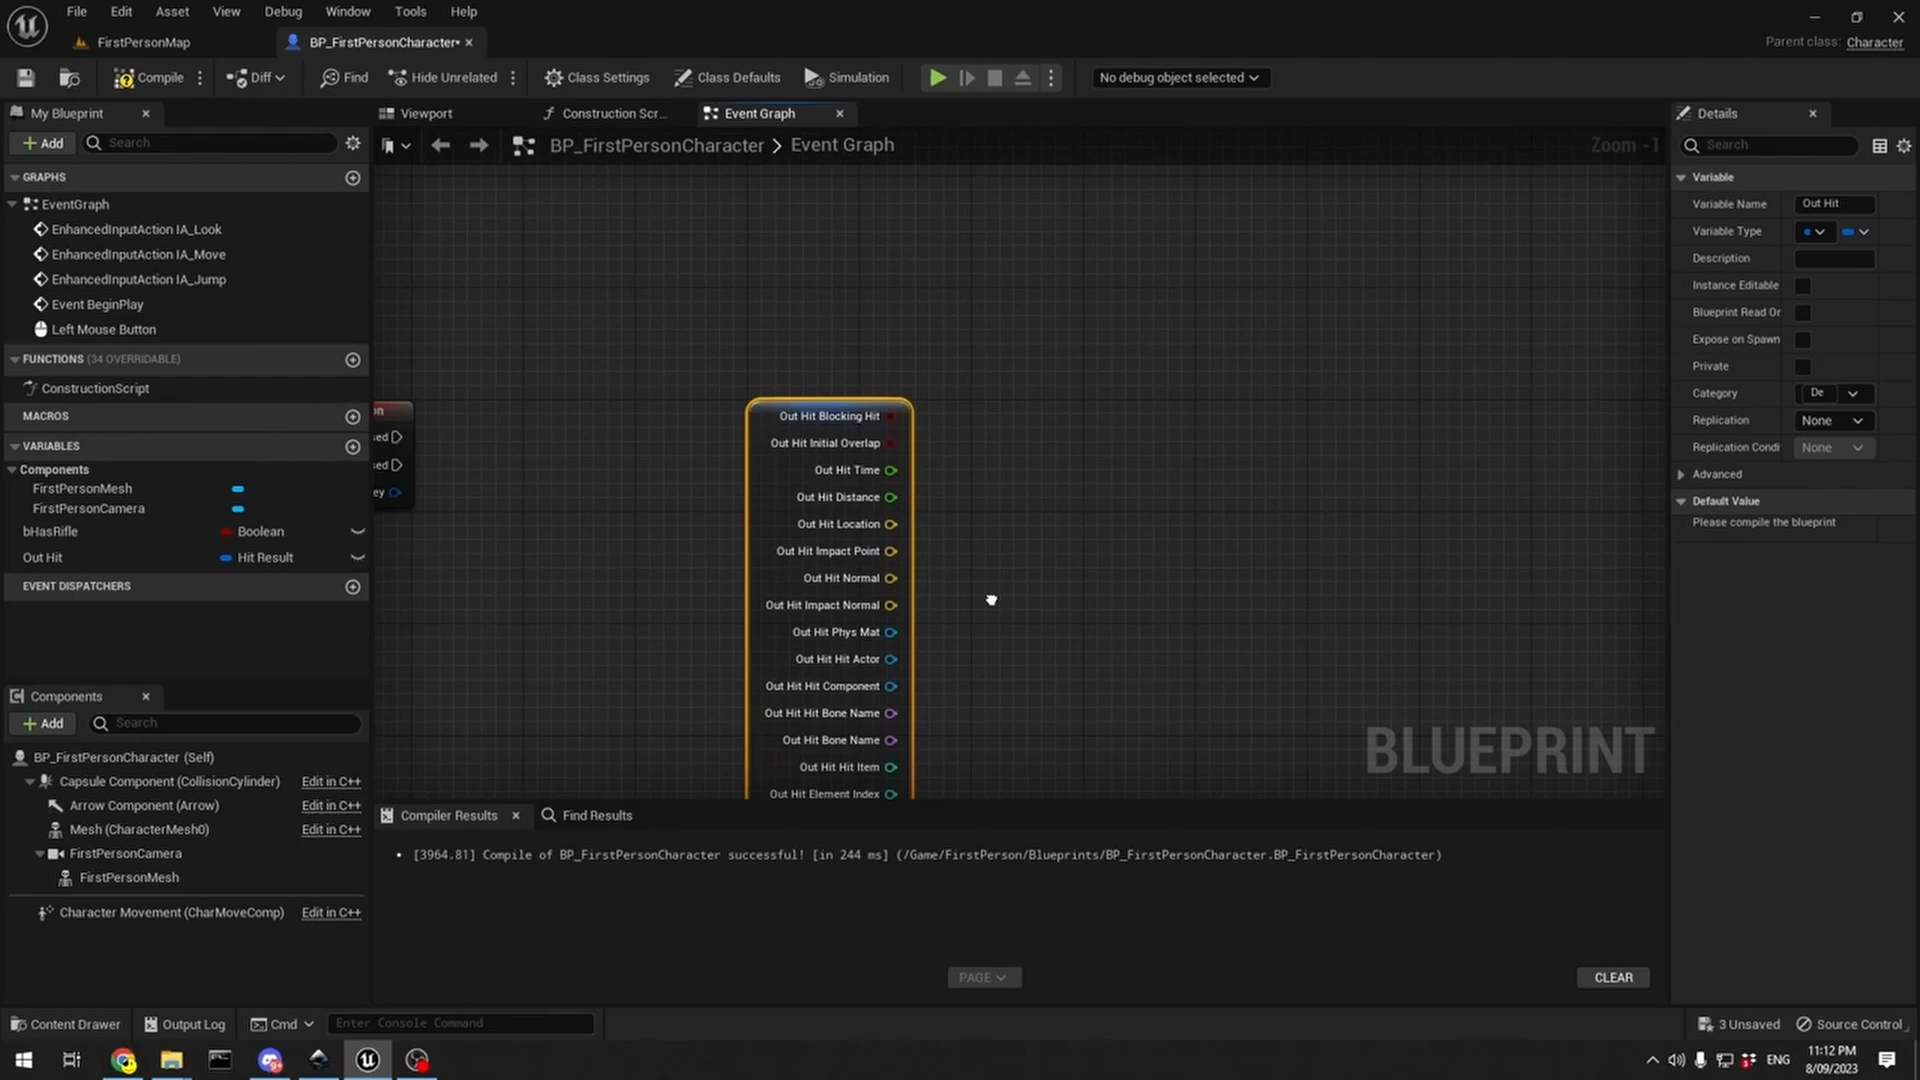 File Edit Asset View Debug Window Tools Help
FirstPersonMap
BP_FirstPersonCharacter•
Parent class: Character
Compile
Diff
Find
Hide Unrelated
Class Settings
Class Defaults
Simulation
No debug object selected
My Blueprint
Add
Search
GRAPHS
EventGraph
EnhancedInputAction IA_Look
EnhancedInputAction IA_Move
EnhancedInputAction IA_Jump
Event BeginPlay
Left Mouse Button
FUNCTIONS (34 OVERRIDABLE)
ConstructionScript
MACROS
VARIABLES
Components
FirstPersonMesh
FirstPersonCamera
bHasRifle Boolean
Out Hit Hit Result
EVENT DISPATCHERS
Components
Add
Search
BP_FirstPersonCharacter (Self)
Capsule Component (CollisionCylinder) Edit in C++
Arrow Component (Arrow) Edit in C++
Mesh (CharacterMesh0) Edit in C++
FirstPersonCamera
FirstPersonMesh
Character Movement (CharMoveComp) Edit in C++
Viewport
Construction Scr...
Event Graph
BP_FirstPersonCharacter > Event Graph
Zoom -1
on
sed
sed
ey
Out Hit Blocking Hit
Out Hit Initial Overlap
Out Hit Time
Out Hit Distance
Out Hit Location
Out Hit Impact Point
Out Hit Normal
Out Hit Impact Normal
Out Hit Phys Mat
Out Hit Hit Actor
Out Hit Hit Component
Out Hit Hit Bone Name
Out Hit Bone Name
Out Hit Hit Item
Out Hit Element Index
BLUEPRINT
Compiler Results
Find Results
• [3964.81] Compile of BP_FirstPersonCharacter successful! [in 244 ms] (/Game/FirstPerson/Blueprints/BP_FirstPersonCharacter.BP_FirstPersonCharacter)
PAGE
CLEAR
Details
Search
Variable
Variable Name Out Hit
Variable Type
Description
Instance Editable
Blueprint Read Or
Expose on Spawn
Private
Category De
Replication None
Replication Condi None
Advanced
Default Value
Please compile the blueprint
Content Drawer
Output Log
Cmd
Enter Console Command
3 Unsaved
Source Control
ENG
11:12 PM
8/09/2023